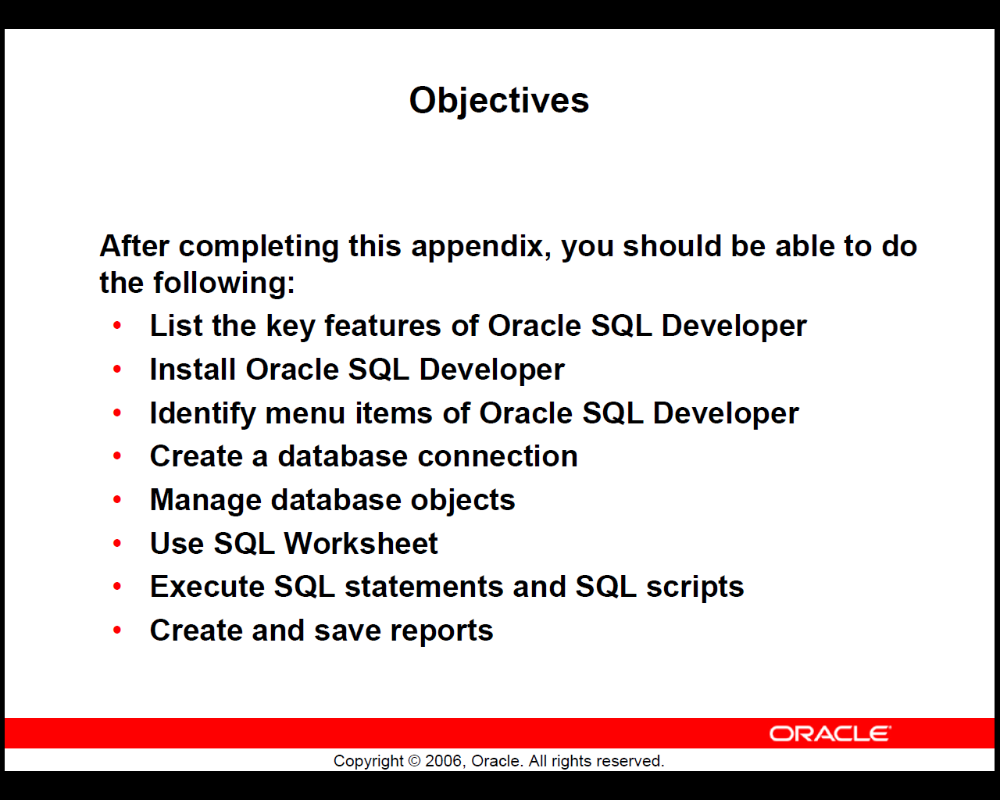 Objectives
After completing this appendix, you should be able to do
the following:
• List the key features of Oracle SQL Developer
• Install Oracle SQL Developer
• Identify menu items of Oracle SQL Developer
• Create a database connection
• Manage database objects
• Use SQL Worksheet
• Execute SQL statements and SQL scripts
• Create and save reports
ORACLE
Copyright © 2006, Oracle. All rights reserved.